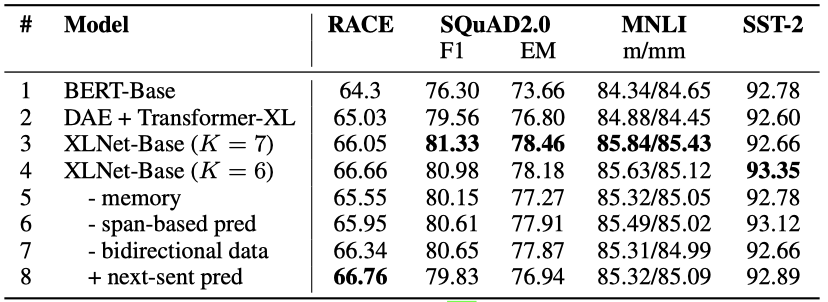 # Model RACE SQuAD2.0 MNLI SST-2
F1 EM m/mm
1 BERT-Base 64.3 76.30 73.66 84.34/84.65 92.78
2 DAE + Transformer-XL 65.03 79.56 76.80 84.88/84.45 92.60
3 XLNet-Base (K = 7) 66.05 81.33 78.46 85.84/85.43 92.66
4 XLNet-Base (K = 6) 66.66 80.98 78.18 85.63/85.12 93.35
5 - memory 65.55 80.15 77.27 85.32/85.05 92.78
6 - span-based pred 65.95 80.61 77.91 85.49/85.02 93.12
7 - bidirectional data 66.34 80.65 77.87 85.31/84.99 92.66
8 + next-sent pred 66.76 79.83 76.94 85.32/85.09 92.89